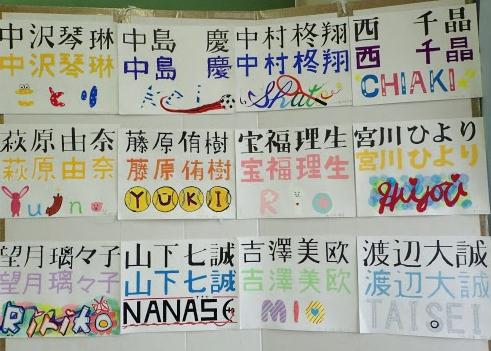 中沢琴琳
中沢琴琳
ことり
中島 慶
中島 慶
中村柊翔
中村柊翔
Shuto
西 千晶
西 千晶
CHIAKI
萩原由奈
萩原由奈
Yuna
藤原侑樹
藤原侑樹
YUKI
宝福理生
宝福理生
宮川ひより
宮川ひより
Hiyori
望月璃々子
望月璃々子
Ririko
山下七誠
山下七誠
NANASE
吉澤美欧
吉澤美欧
MIO
渡辺大誠
渡辺大誠
TAISEI